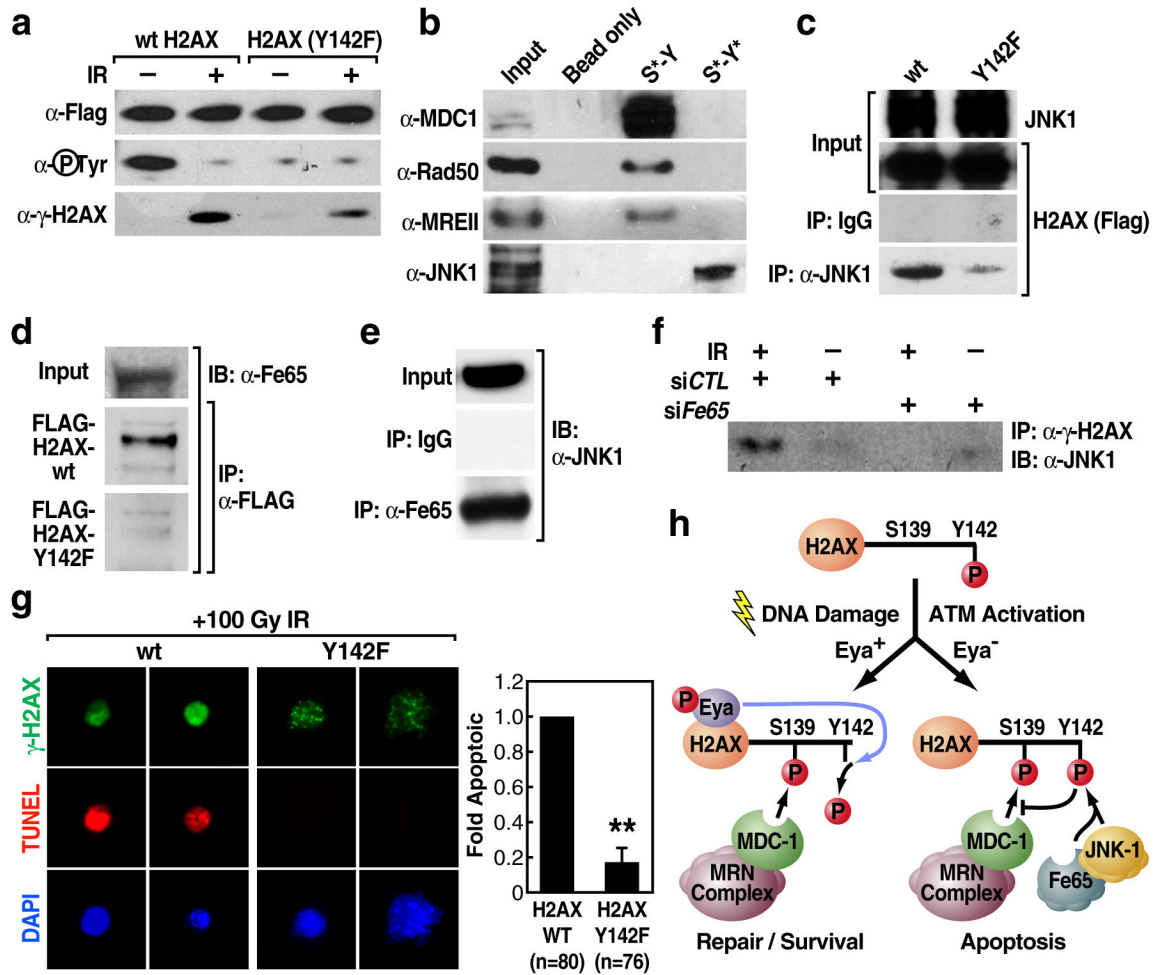 a
wt H2AX H2AX (Y142F)
IR − + − +
α-Flag
α-PTyr
α-γ-H2AX
b
Input Bead only S*-Y S*-Y*
α-MDC1
α-Rad50
α-MREII
α-JNK1
c
wt Y142F
Input
JNK1
IP: IgG
H2AX (Flag)
IP: α-JNK1
d
Input
IB: α-Fe65
FLAG-
H2AX-
wt
IP:
α-FLAG
FLAG-
H2AX-
Y142F
e
Input
IP: IgG
IB:
α-JNK1
IP: α-Fe65
f
IR + − + −
siCTL + +
siFe65 + +
IP: α-γ-H2AX
IB: α-JNK1
g
+100 Gy IR
wt Y142F
γ-H2AX
TUNEL
DAPI
Fold Apoptoic
1.2
1.0
0.8
0.6
0.4
0.2
0
**
H2AX H2AX
WT Y142F
(n=80) (n=76)
h
H2AX S139 Y142
P
DNA Damage ATM Activation
Eya+ Eya-
P Eya
H2AX S139 Y142
P
P
MDC-1
MRN
Complex
Repair / Survival
H2AX S139 Y142
P P
MDC-1 JNK-1
MRN
Complex
Fe65
Apoptosis